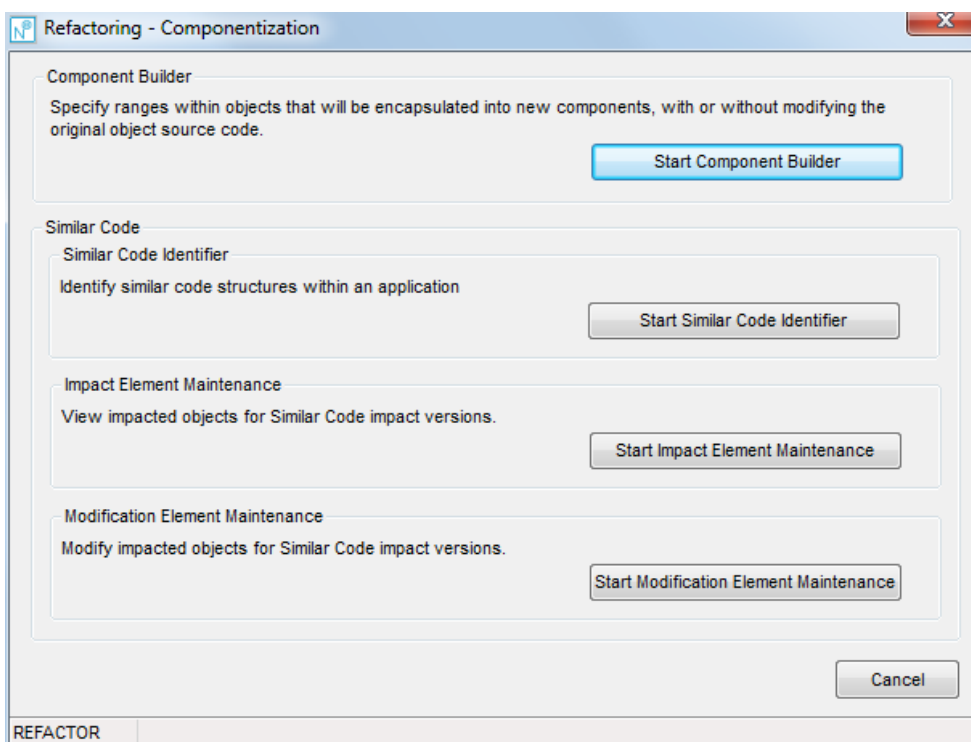 Refactoring - Componentization
Component Builder
Specify ranges within objects that will be encapsulated into new components, with or without modifying the
original object source code.
Start Component Builder
Similar Code
Similar Code Identifier
Identify similar code structures within an application
Start Similar Code Identifier
Impact Element Maintenance
View impacted objects for Similar Code impact versions.
Start Impact Element Maintenance
Modification Element Maintenance
Modify impacted objects for Similar Code impact versions.
Start Modification Element Maintenance
Cancel
REFACTOR